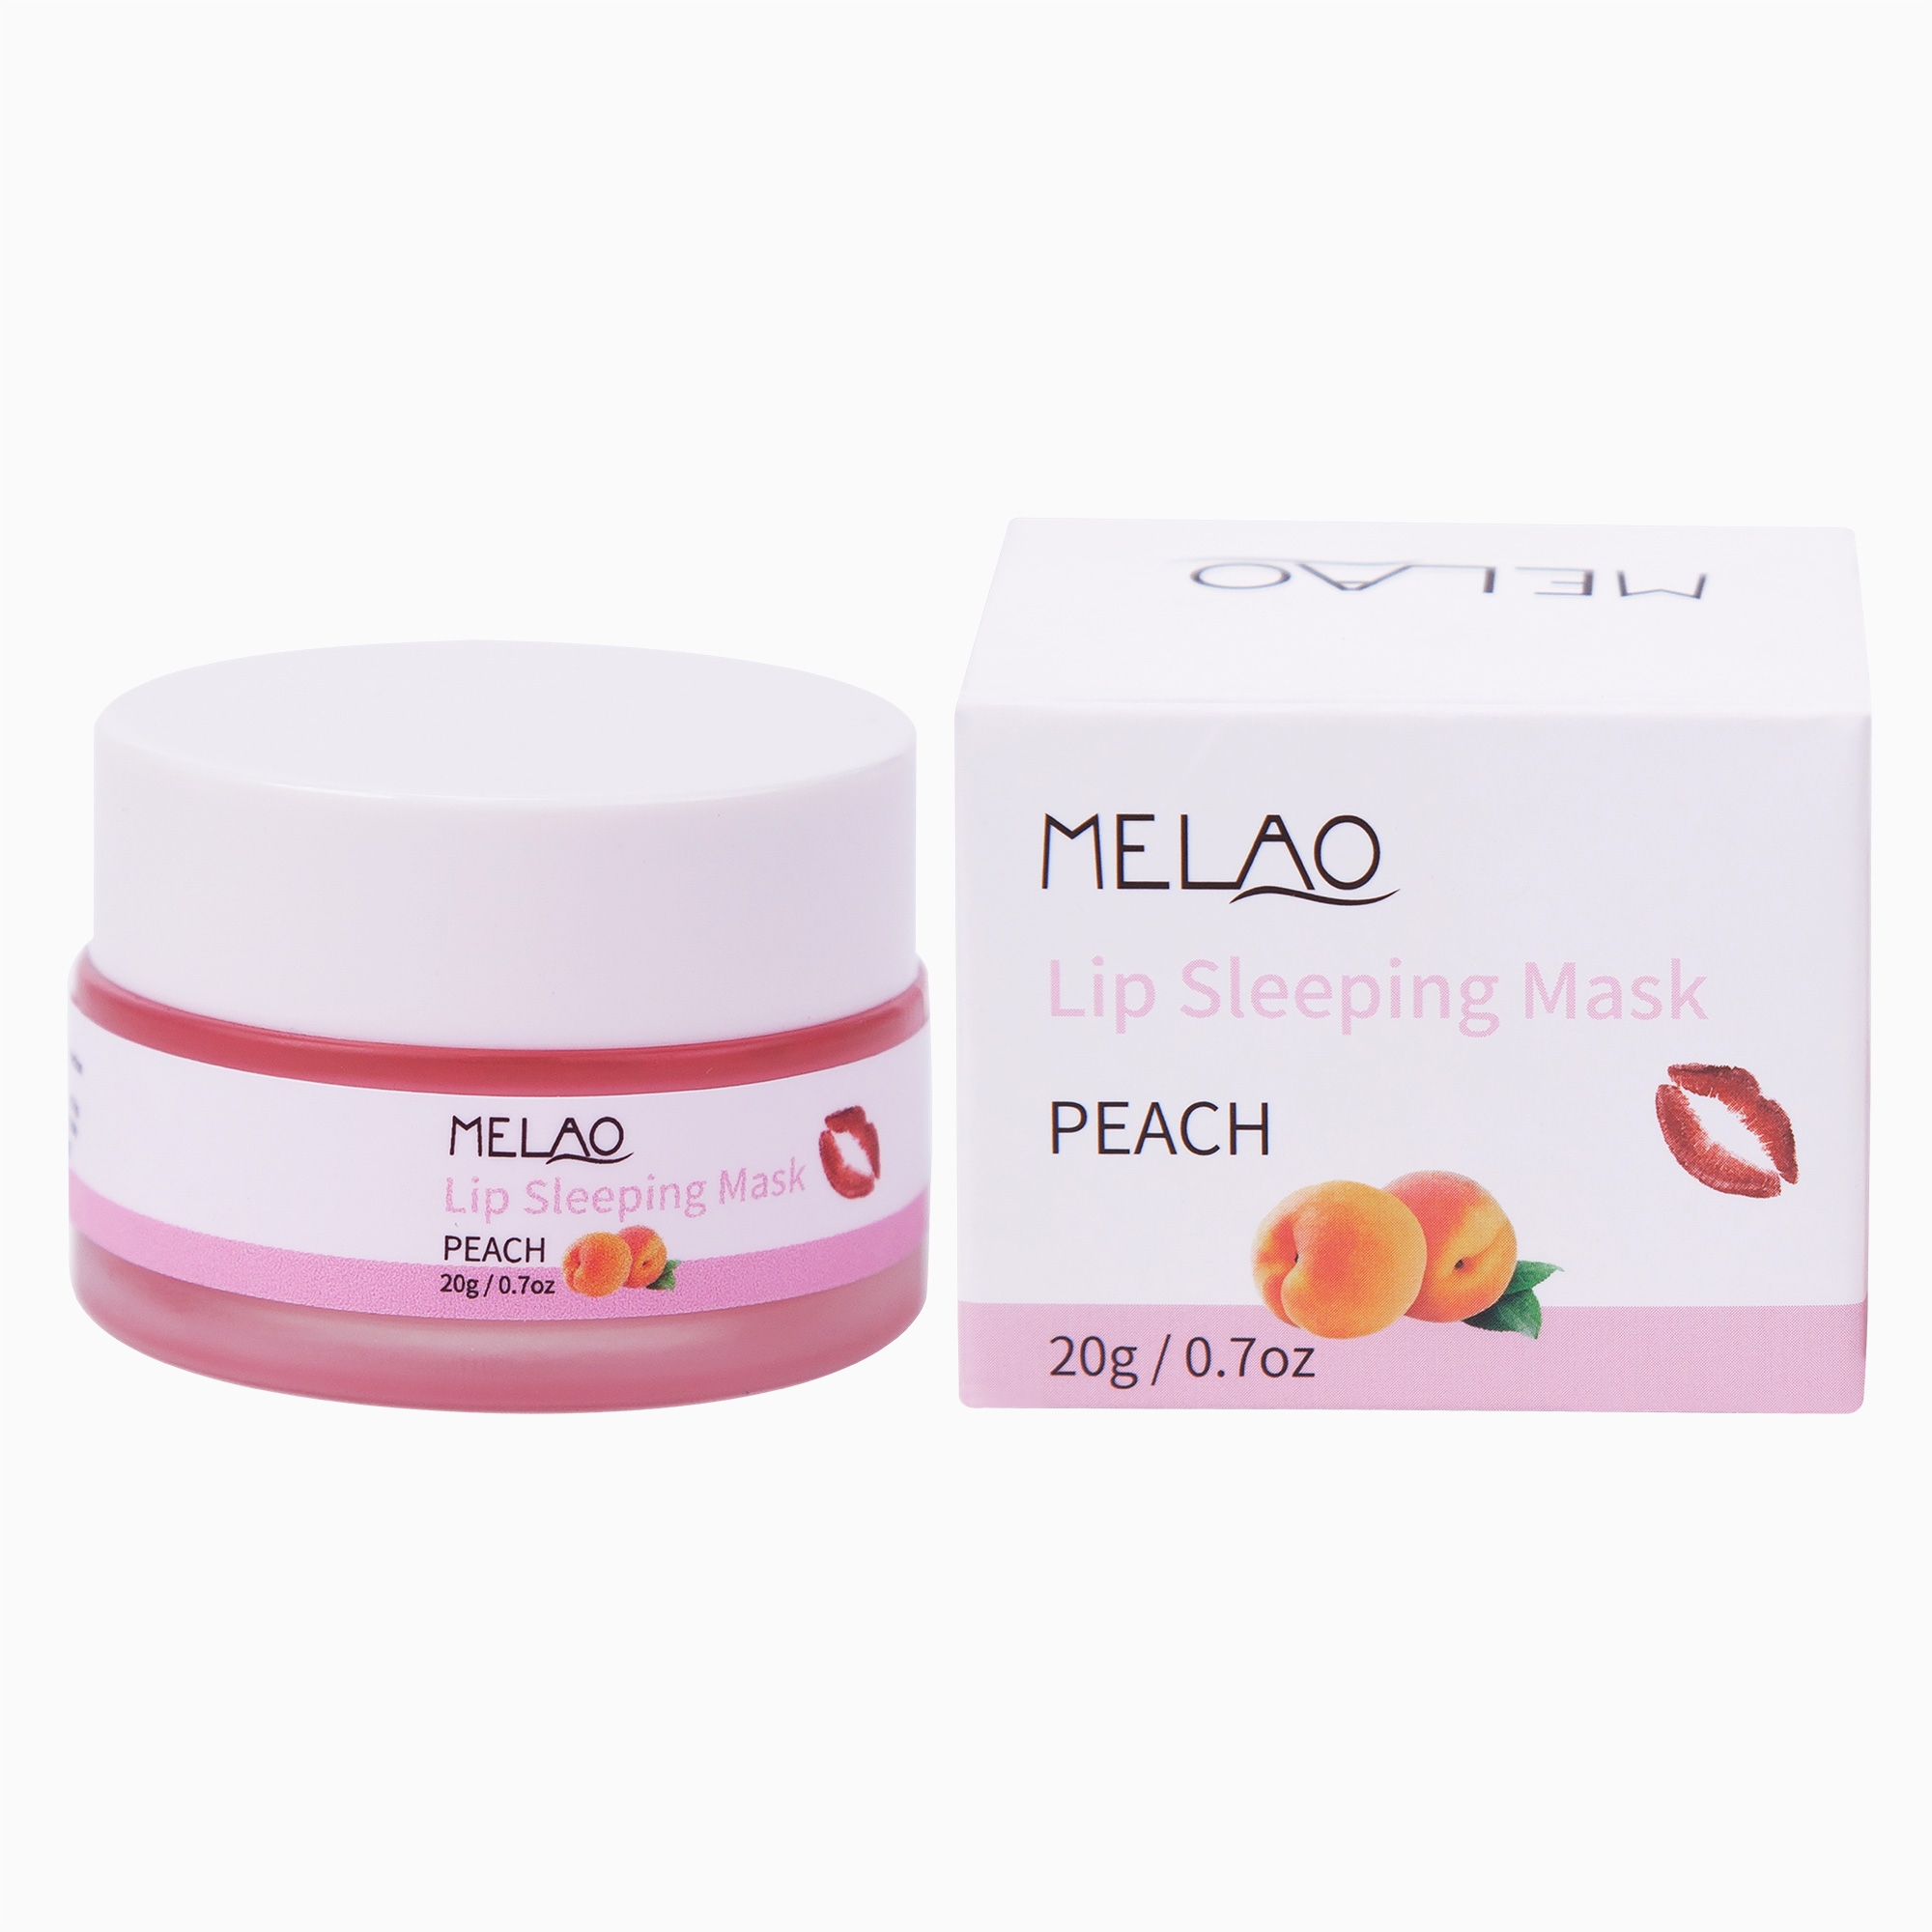 MELAO
Lip Sleeping Mask
PEACH
20g / 0.7oz
MELAO
MELAO
Lip Sleeping Mask
PEACH
20g / 0.7oz